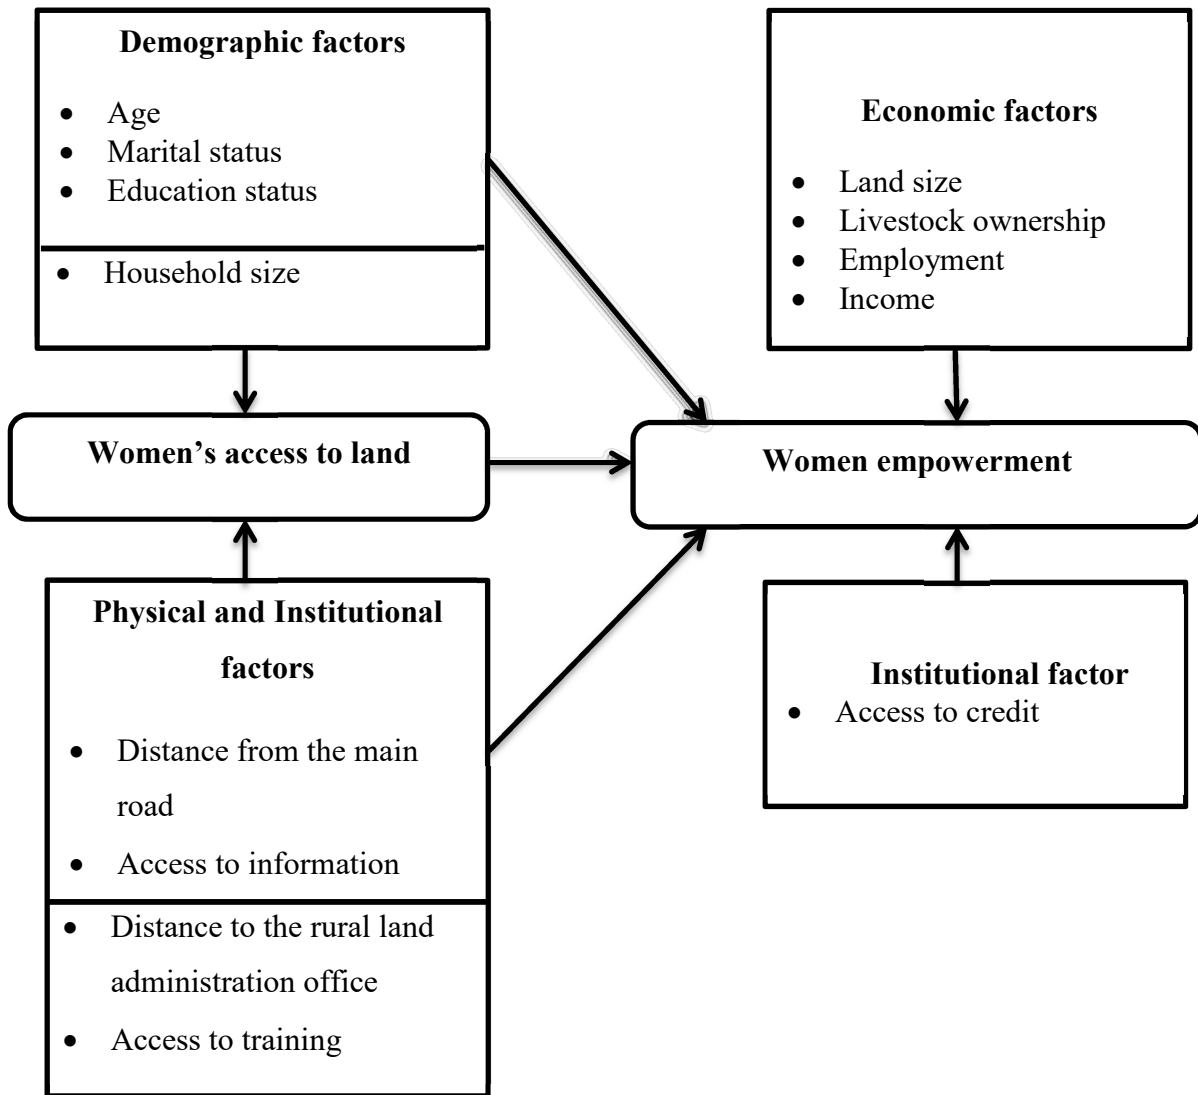 Demographic factors
• Age
• Marital status
• Education status
• Household size
Economic factors
• Land size
• Livestock ownership
• Employment
• Income
Women’s access to land
Women empowerment
Physical and Institutional
factors
• Distance from the main
road
• Access to information
• Distance to the rural land
administration office
• Access to training
Institutional factor
• Access to credit